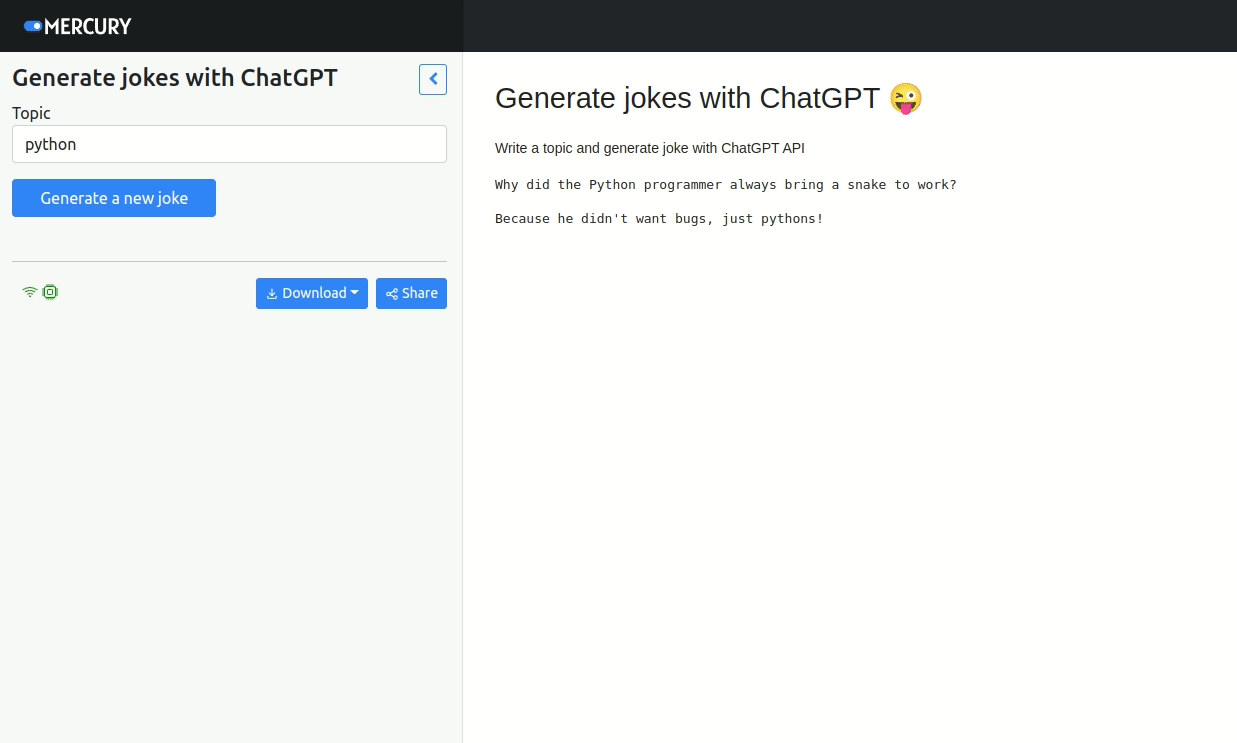 MERCURY
Generate jokes with ChatGPT
Topic
python
Generate a new joke
Download
Share
Generate jokes with ChatGPT 😜
Write a topic and generate joke with ChatGPT API
Why did the Python programmer always bring a snake to work?
Because he didn't want bugs, just pythons!